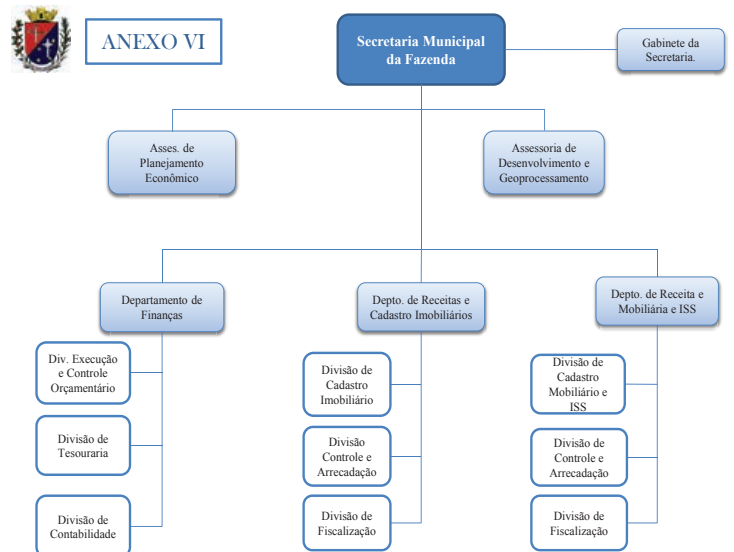 ANEXO VI
Secretaria Municipal
da Fazenda
Gabinete da
Secretaria.
Asses. de
Planejamento
Econômico
Assessoria de
Desenvolvimento e
Geoprocessamento
Departamento de
Finanças
Depto. de Receitas e
Cadastro Imobiliários
Depto. de Receita e
Mobiliária e ISS
Div. Execução
e Controle
Orçamentário
Divisão de
Tesouraria
Divisão de
Contabilidade
Divisão de
Cadastro
Imobiliário
Divisão
Controle e
Arrecadação
Divisão de
Fiscalização
Divisão de
Cadastro
Mobiliário e
ISS
Divisão de
Controle e
Arrecadação
Divisão de
Fiscalização